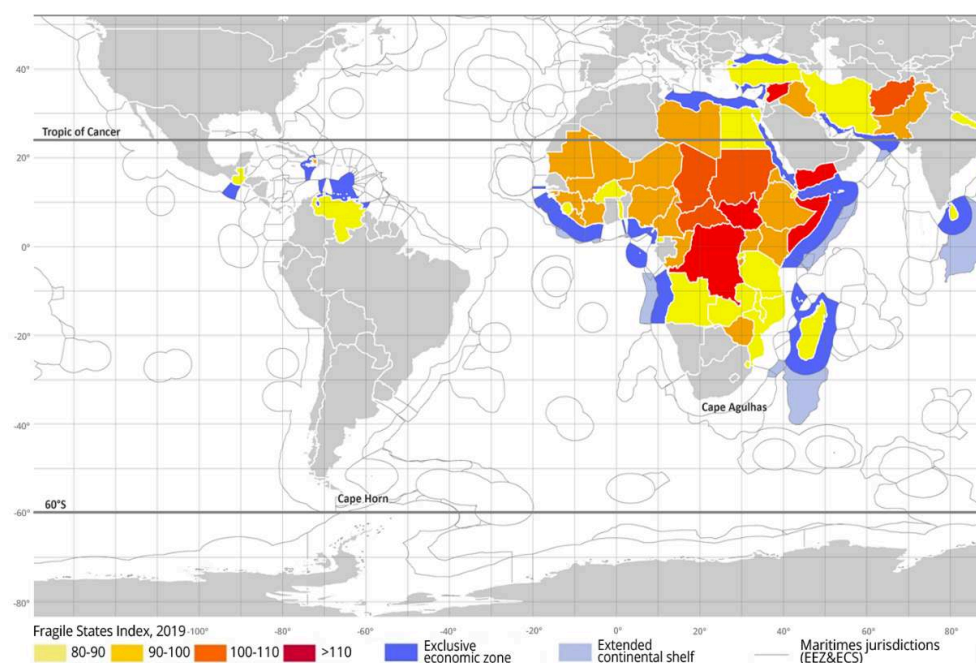 40°
Tropic of Cancer
20°
0°
-20°
Cape Agulhas
-40°
Cape Horn
60°S
-60°
-80°
Fragile States Index, 2019
-100° -80° -60° -40° -20° 0° 20° 40° 60° 80°
80-90 90-100 100-110 >110
Exclusive
economic zone
Extended
continental shelf
Maritimes jurisdictions
(EEZ&ECS)